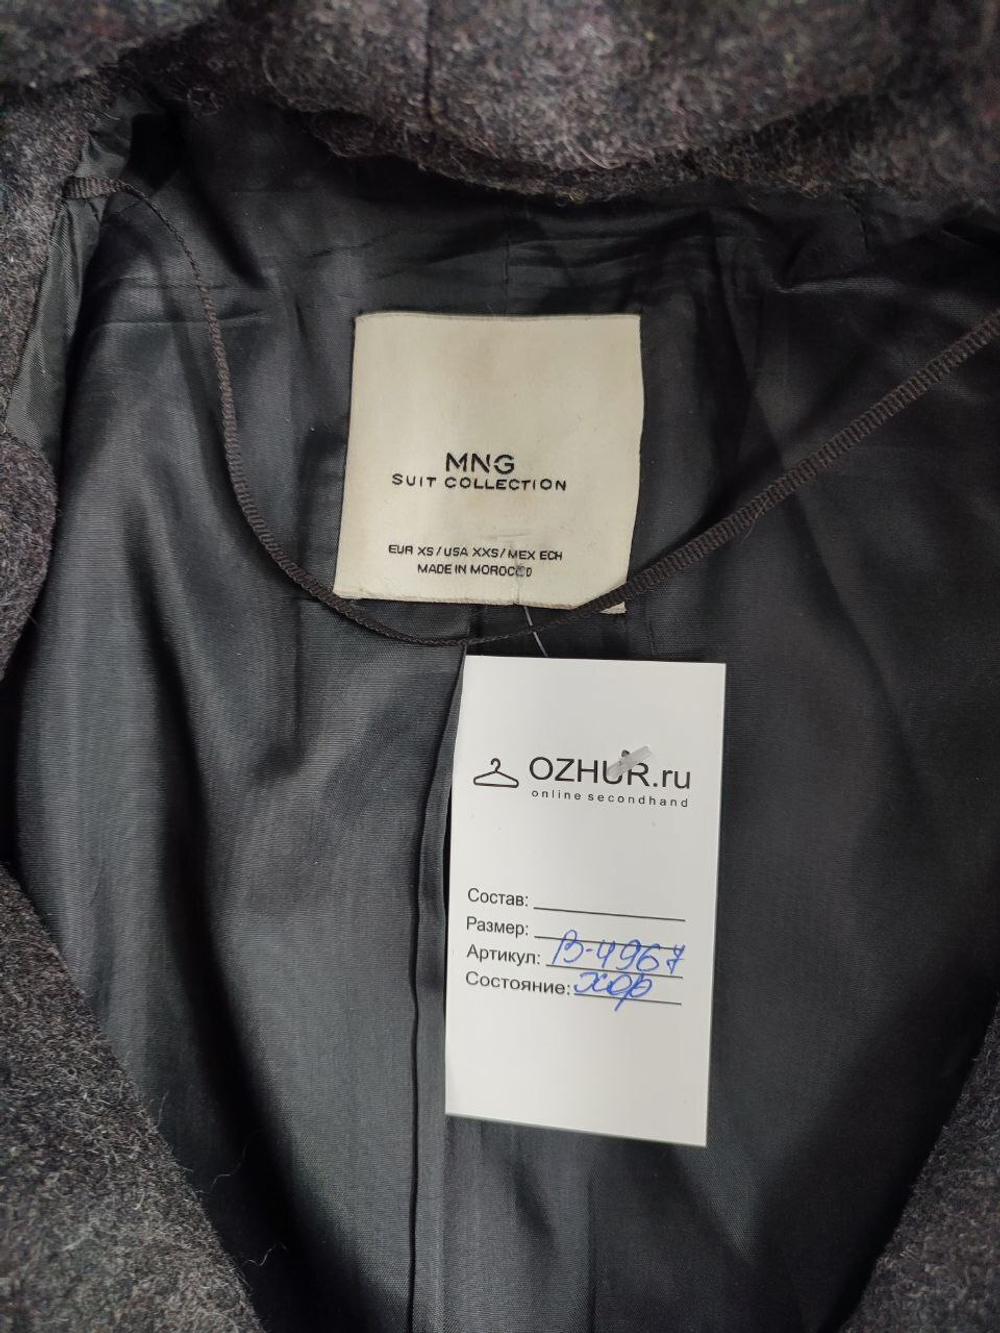 MNG
SUIT COLLECTION
EUR XS / USA XXS / MEX ECH
MADE IN MOROCCO
OZHUR.ru
online secondhand
Состав:
Размер:
Артикул: В-4967
Состояние: хор